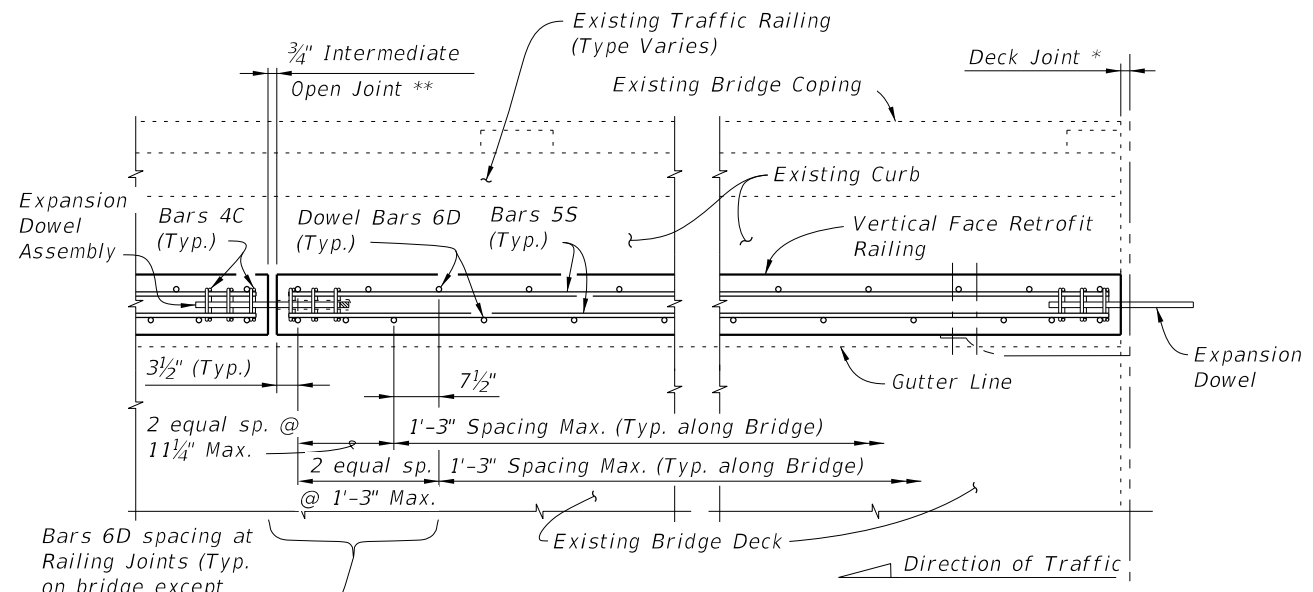 Existing Traffic Railing
(Type Varies)
¾" Intermediate
Open Joint **
Deck Joint *
Existing Bridge Coping
Existing Curb
Expansion
Dowel
Assembly
Bars 4C
(Typ.)
Dowel Bars 6D
(Typ.)
Bars 5S
(Typ.)
Vertical Face Retrofit
Railing
3½" (Typ.)
7½"
Gutter Line
Expansion
Dowel
2 equal sp. @
11¼" Max.
1'-3" Spacing Max. (Typ. along Bridge)
2 equal sp.
@ 1'-3" Max.
1'-3" Spacing Max. (Typ. along Bridge)
Bars 6D spacing at
Railing Joints (Typ.
on bridge except
Existing Bridge Deck
Direction of Traffic